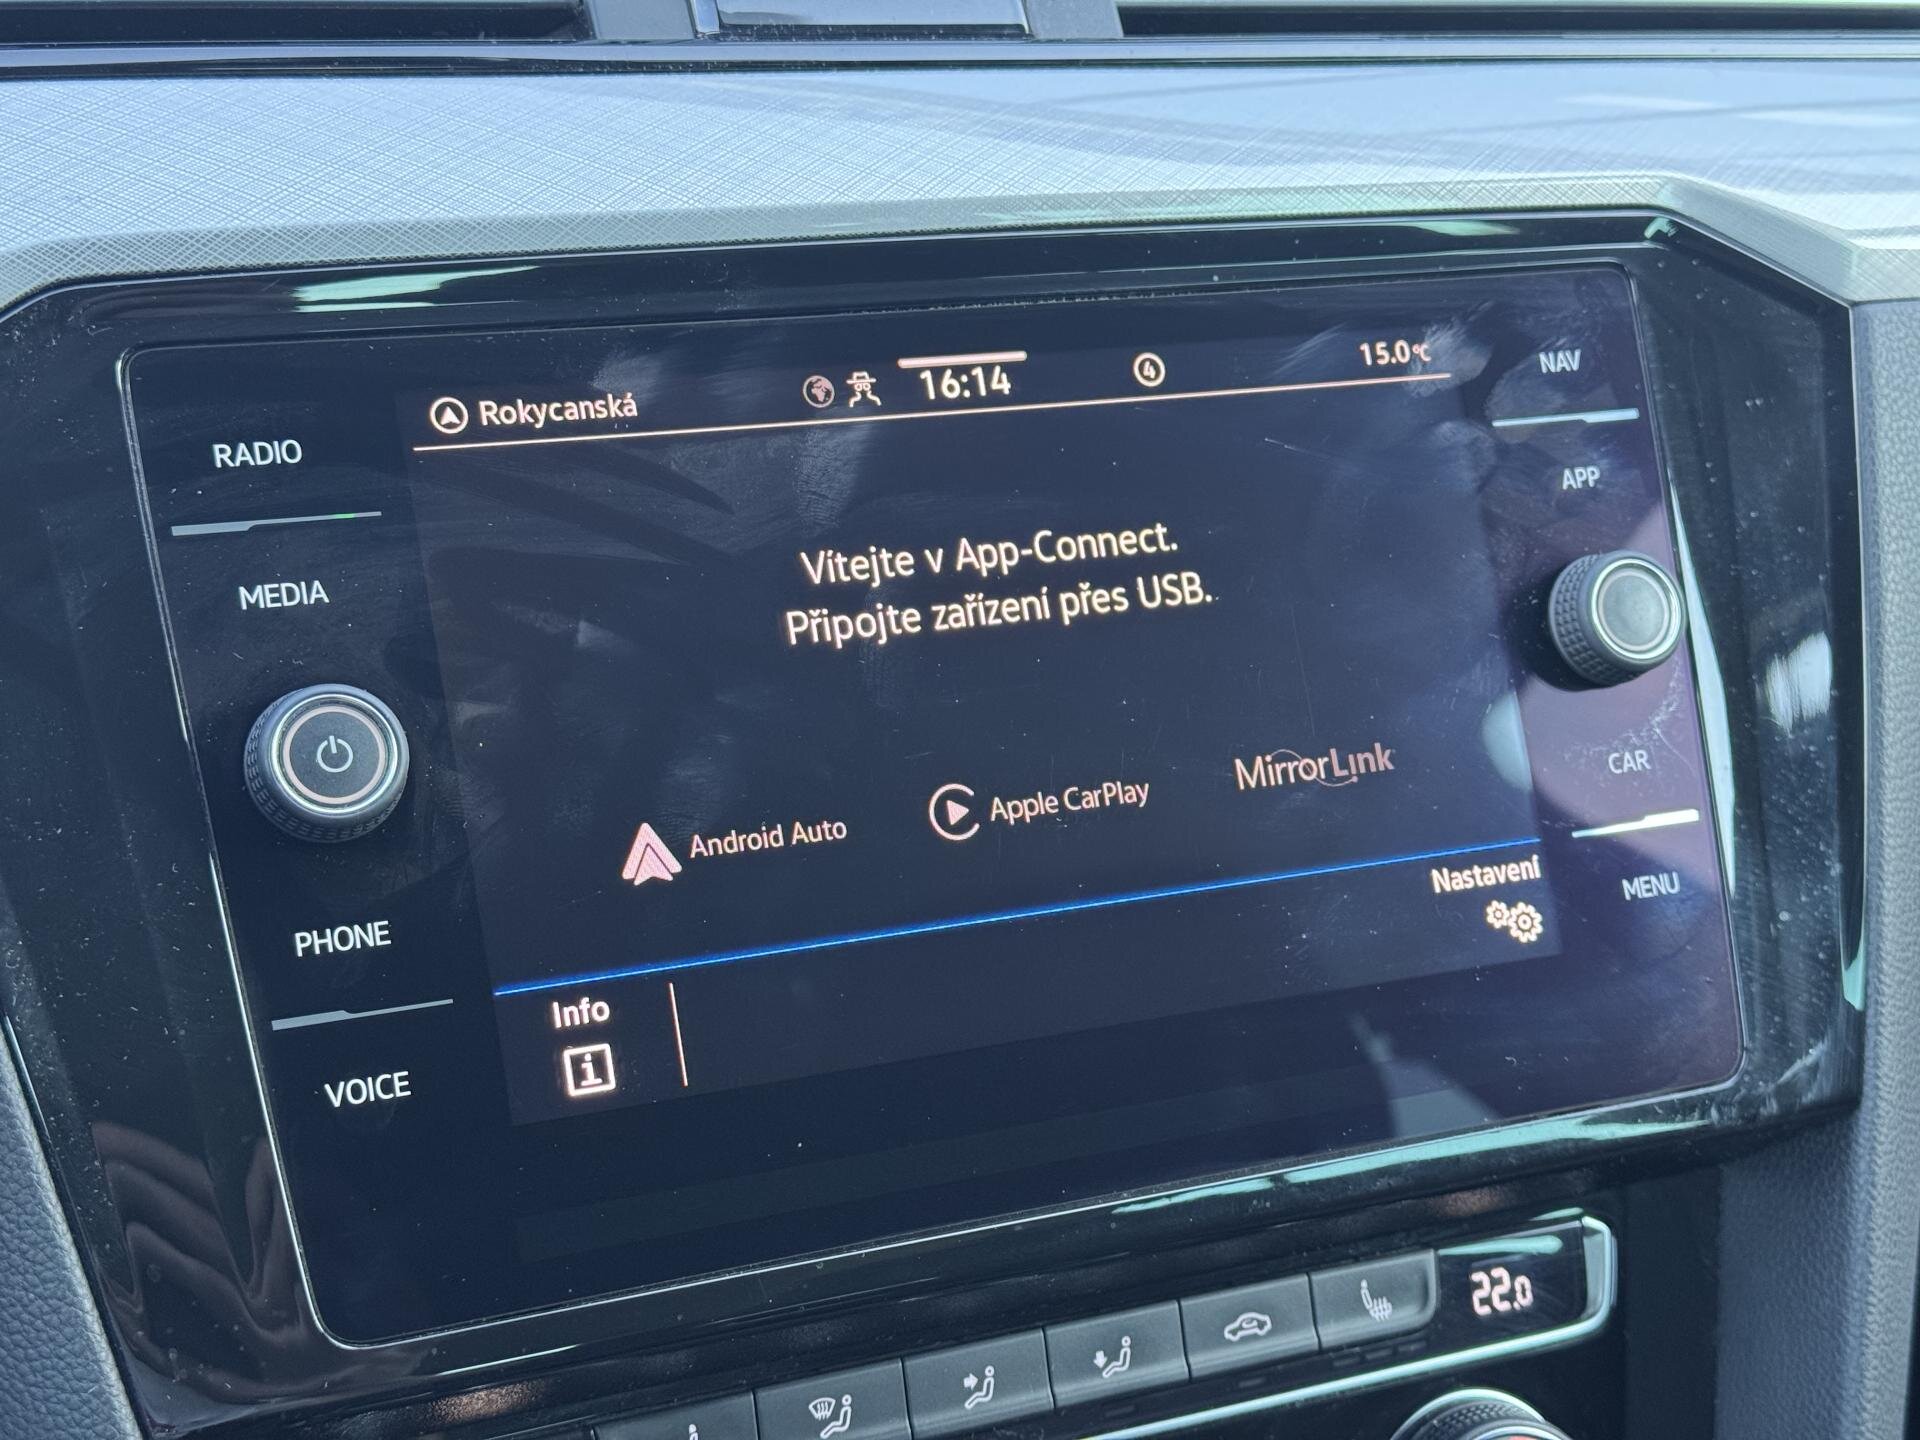 Rokycanská 16:14 4 15.0°C
RADIO
MEDIA
PHONE
VOICE
NAV
APP
CAR
MENU
Vítejte v App-Connect.
Připojte zařízení přes USB.
Android Auto
Apple CarPlay
MirrorLink
Nastavení
Info
i
22.0